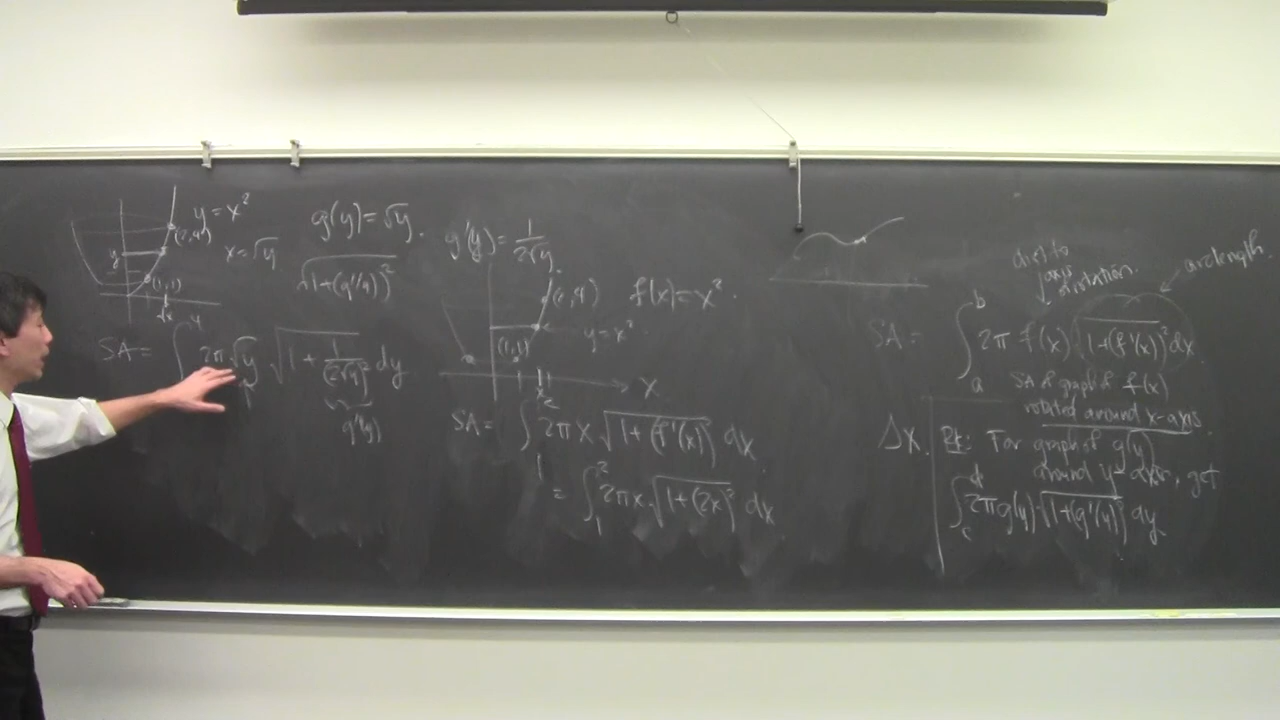 y = x²
(2,4)
x = √y
y
(1,1)
dx
g(y) = √y.
√(1+(g'(y))²
SA = ∫ 4 2π √y √(1 + 1/(2√y)² dy
g'(y)
g'(y) = 1/(2√y).
(2,4)
f(x) = x².
y = x²
(1,1)
x
SA = ∫₁² 2π x √(1+(f'(x))² dx
= ∫₁² 2πx √(1+(2x)² dx
dist to
axis
of rotation.
arclength.
SA = ∫ₐᵇ 2π f(x) √(1+(f'(x))² dx
SA of graph of f(x)
rotated around x-axis.
Δx.
For graph of g(y)
around y-axis, get
∫ 2πg(y) √(1+(g'(y))² dy
d
c